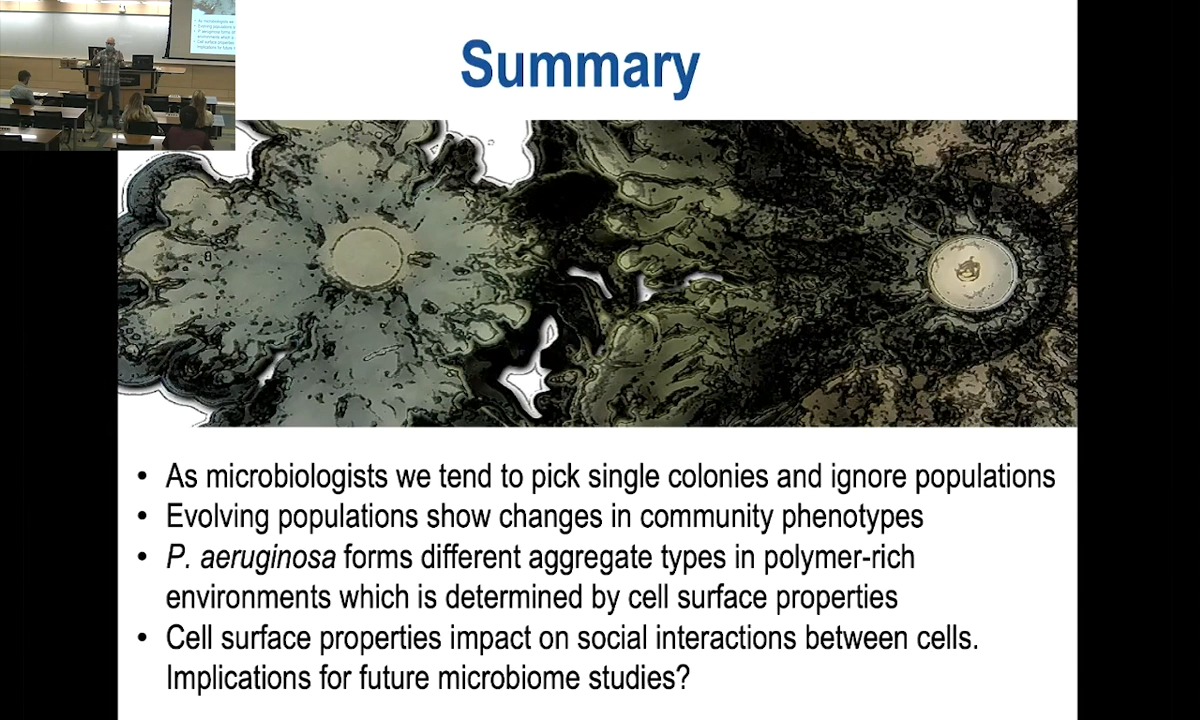 Summary
• As microbiologists we tend to pick single colonies and ignore populations
• Evolving populations show changes in community phenotypes
• P. aeruginosa forms different aggregate types in polymer-rich
environments which is determined by cell surface properties
• Cell surface properties impact on social interactions between cells.
Implications for future microbiome studies?